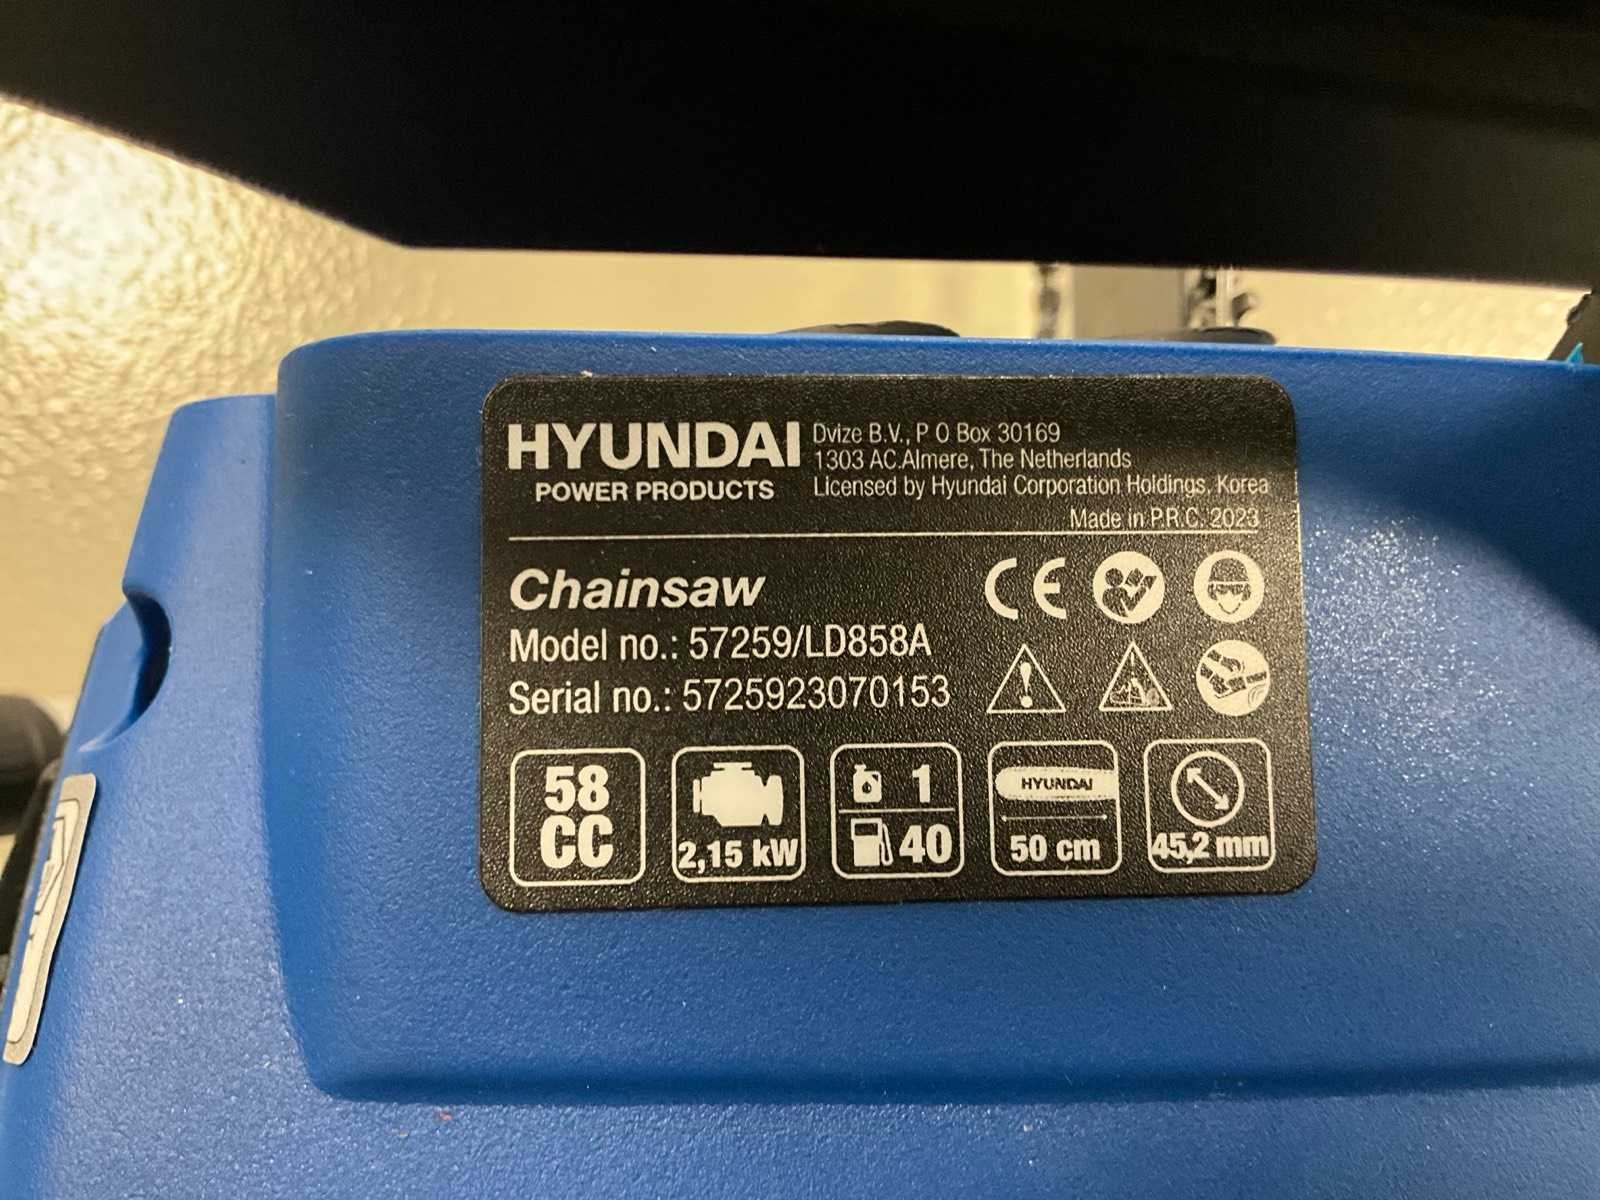 HYUNDAI
POWER PRODUCTS
Dvize B.V., P O Box 30169
1303 AC.Almere, The Netherlands
Licensed by Hyundai Corporation Holdings, Korea
Made in P.R.C. 2023
Chainsaw
Model no.: 57259/LD858A
Serial no.: 5725923070153
CE
58
CC
2,15 kW
1
40
HYUNDAI
50 cm
45,2 mm